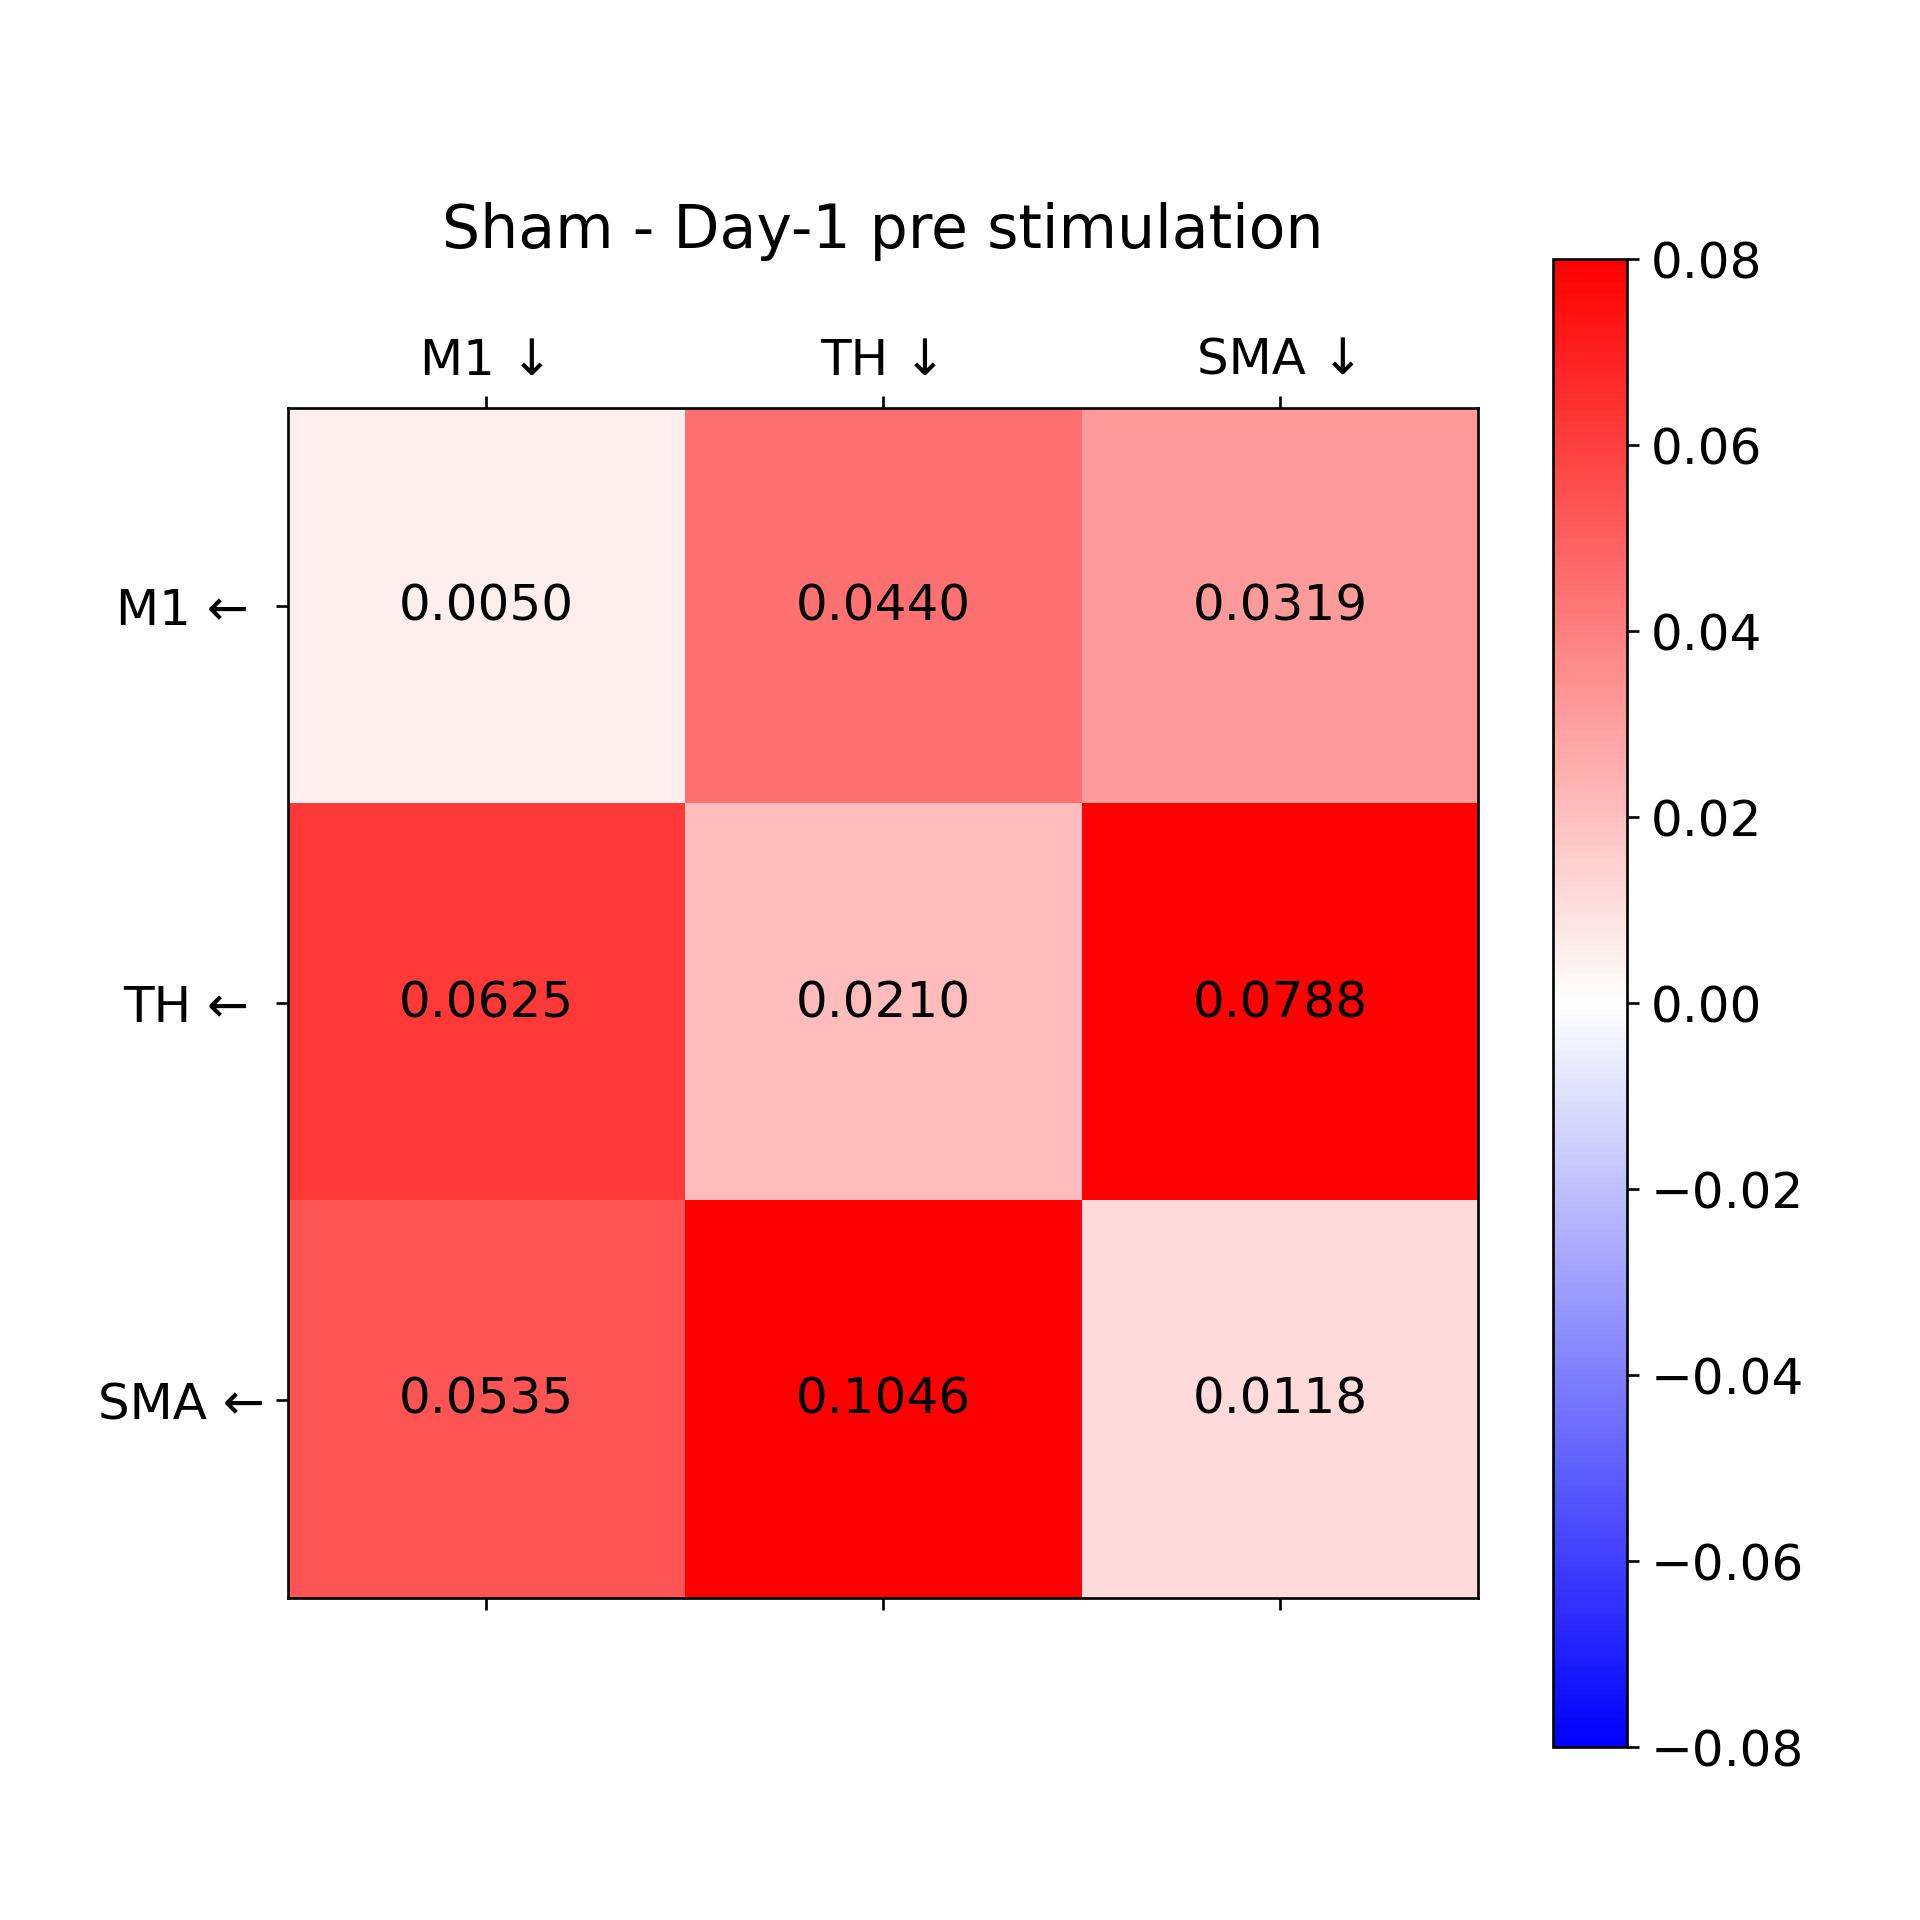 Sham - Day-1 pre stimulation
M1 ↓ TH ↓ SMA ↓
M1 ← 0.0050 0.0440 0.0319
TH ← 0.0625 0.0210 0.0788
SMA ← 0.0535 0.1046 0.0118
0.08
0.06
0.04
0.02
0.00
−0.02
−0.04
−0.06
−0.08